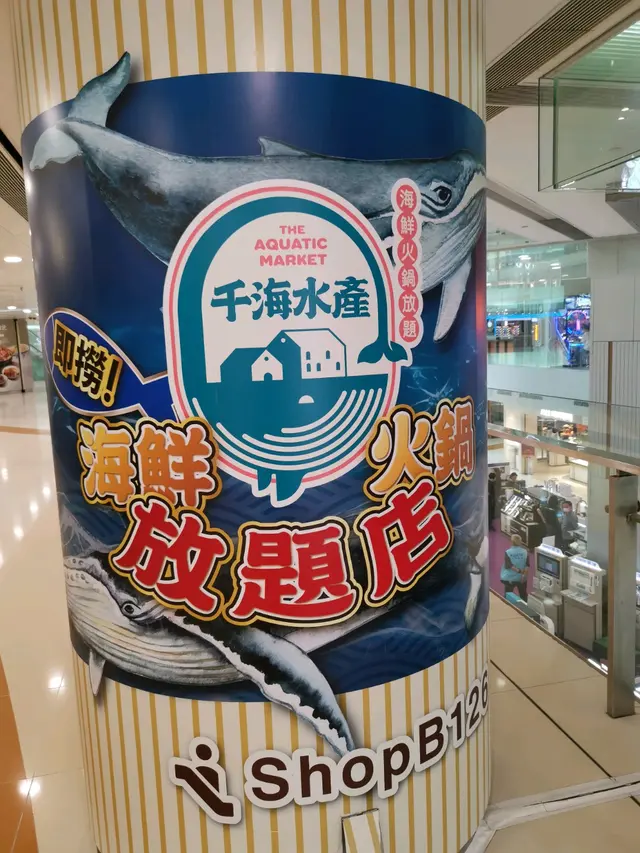 THE
AQUATIC
MARKET
千海水產
海鮮火鍋放題
即撈!
海鮮 火鍋
放題店
ShopB126